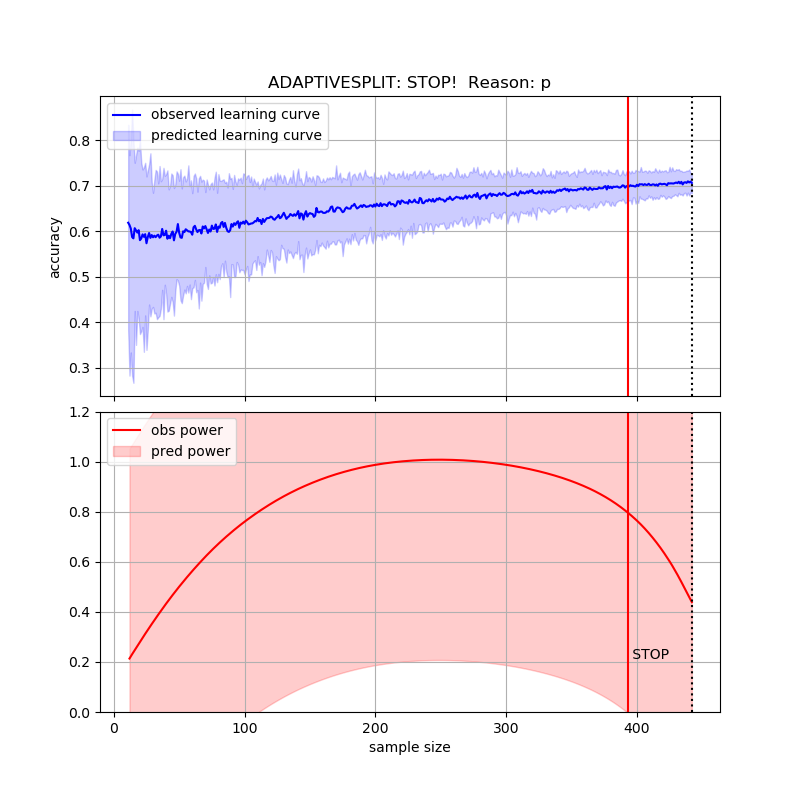 ADAPTIVESPLIT: STOP!  Reason: p
observed learning curve
predicted learning curve
0.8
0.7
0.6
0.5
0.4
0.3
accuracy
obs power
pred power
1.2
1.0
0.8
0.6
0.4
0.2
0.0
STOP
0
100
200
300
400
sample size